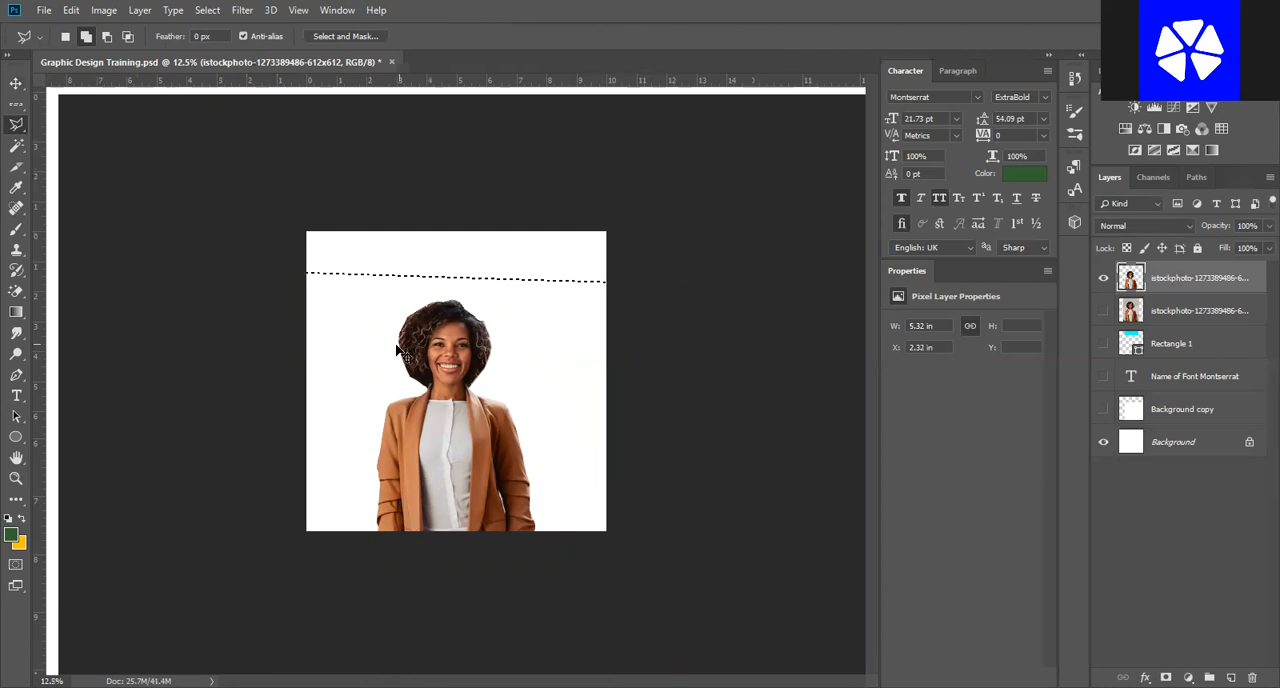 Ps File Edit Image Layer Type Select Filter 3D View Window Help
Feather: 0 px Anti-alias Select and Mask...
Graphic Design Training.psd @ 12.5% (istockphoto-1273389486-612x612, RGB/8) *
Character Paragraph
Montserrat ExtraBold
21.73 pt 54.09 pt
Metrics 0
100% 100%
0 pt Color:
English: UK Sharp
Properties
Pixel Layer Properties
W: 5.32 in H:
X: 2.32 in Y:
Layers Channels Paths
Kind
Normal Opacity: 100%
Lock: Fill: 100%
istockphoto-1273389486-6...
istockphoto-1273389486-6...
Rectangle 1
Name of Font Montserrat
Background copy
Background
12.5% Doc: 25.7M/41.4M